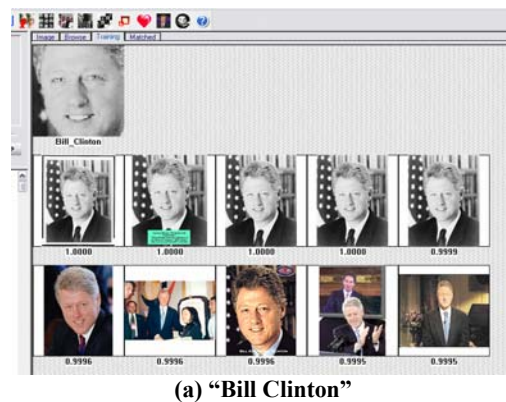 Image Browse Training Matched
Bill_Clinton
1.0000 1.0000 1.0000 1.0000 0.9999
0.9996 0.9996 0.9996 0.9995 0.9995
(a) “Bill Clinton”